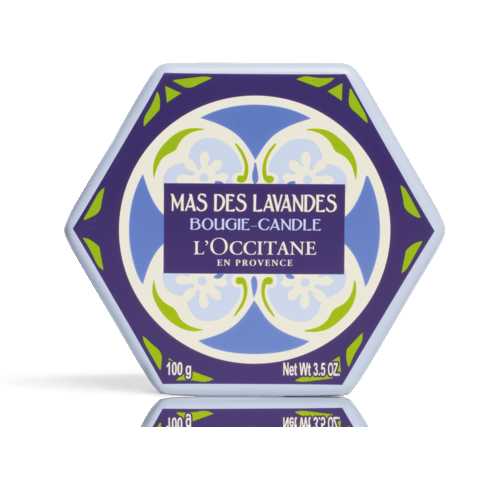 MAS DES LAVANDES
BOUGIE-CANDLE
L'OCCITANE
EN PROVENCE
100 g
Net Wt 3.5 OZ.